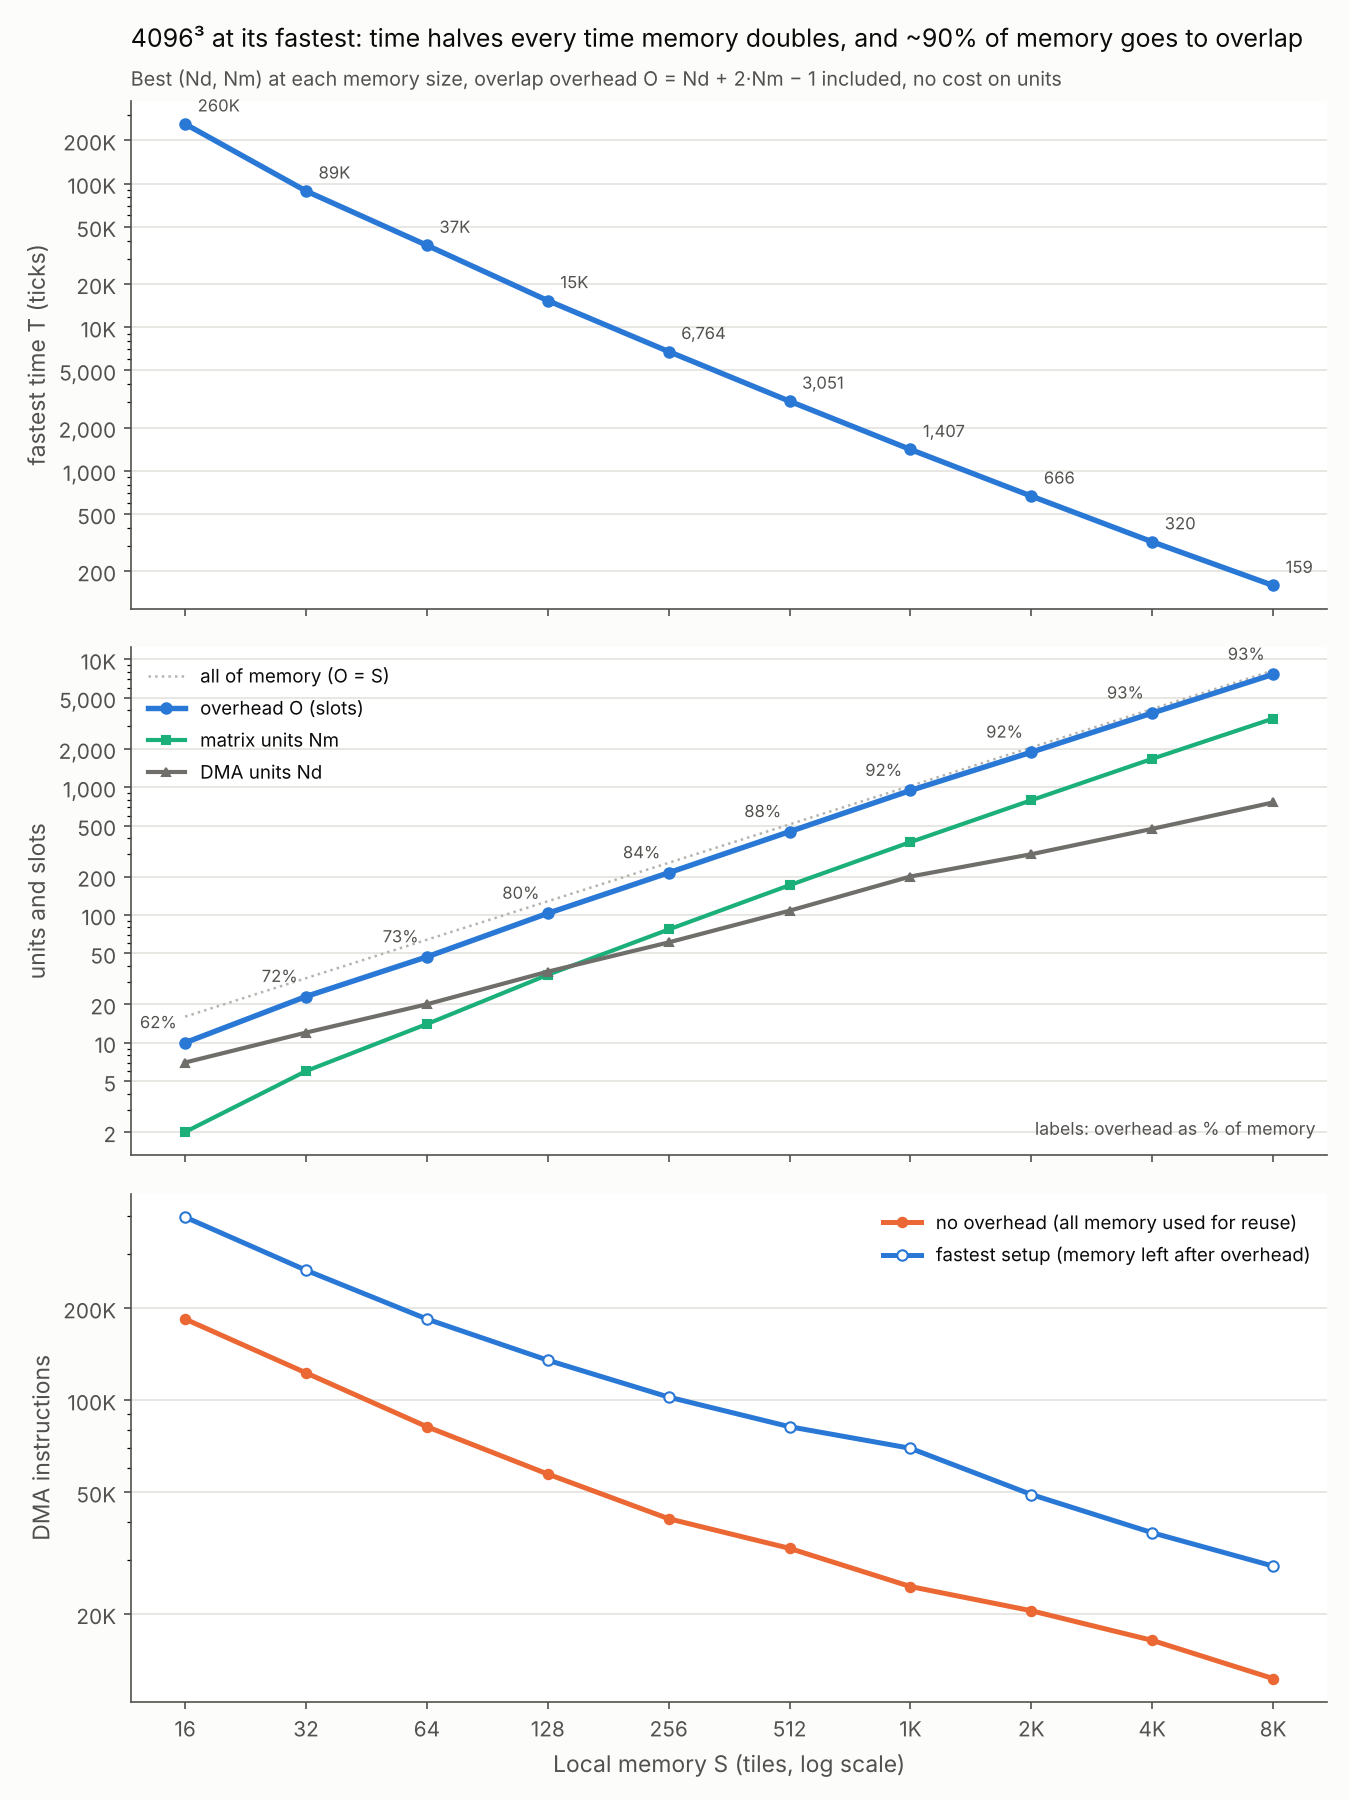 4096³ at its fastest: time halves every time memory doubles, and ~90% of memory goes to overlap
Best (Nd, Nm) at each memory size, overlap overhead O = Nd + 2·Nm − 1 included, no cost on units
fastest time T (ticks)
200K
100K
50K
20K
10K
5,000
2,000
1,000
500
200
260K
89K
37K
15K
6,764
3,051
1,407
666
320
159
units and slots
10K
5,000
2,000
1,000
500
200
100
50
20
10
5
2
all of memory (O = S)
overhead O (slots)
matrix units Nm
DMA units Nd
62%
72%
73%
80%
84%
88%
92%
92%
93%
93%
labels: overhead as % of memory
DMA instructions
200K
100K
50K
20K
no overhead (all memory used for reuse)
fastest setup (memory left after overhead)
16
32
64
128
256
512
1K
2K
4K
8K
Local memory S (tiles, log scale)